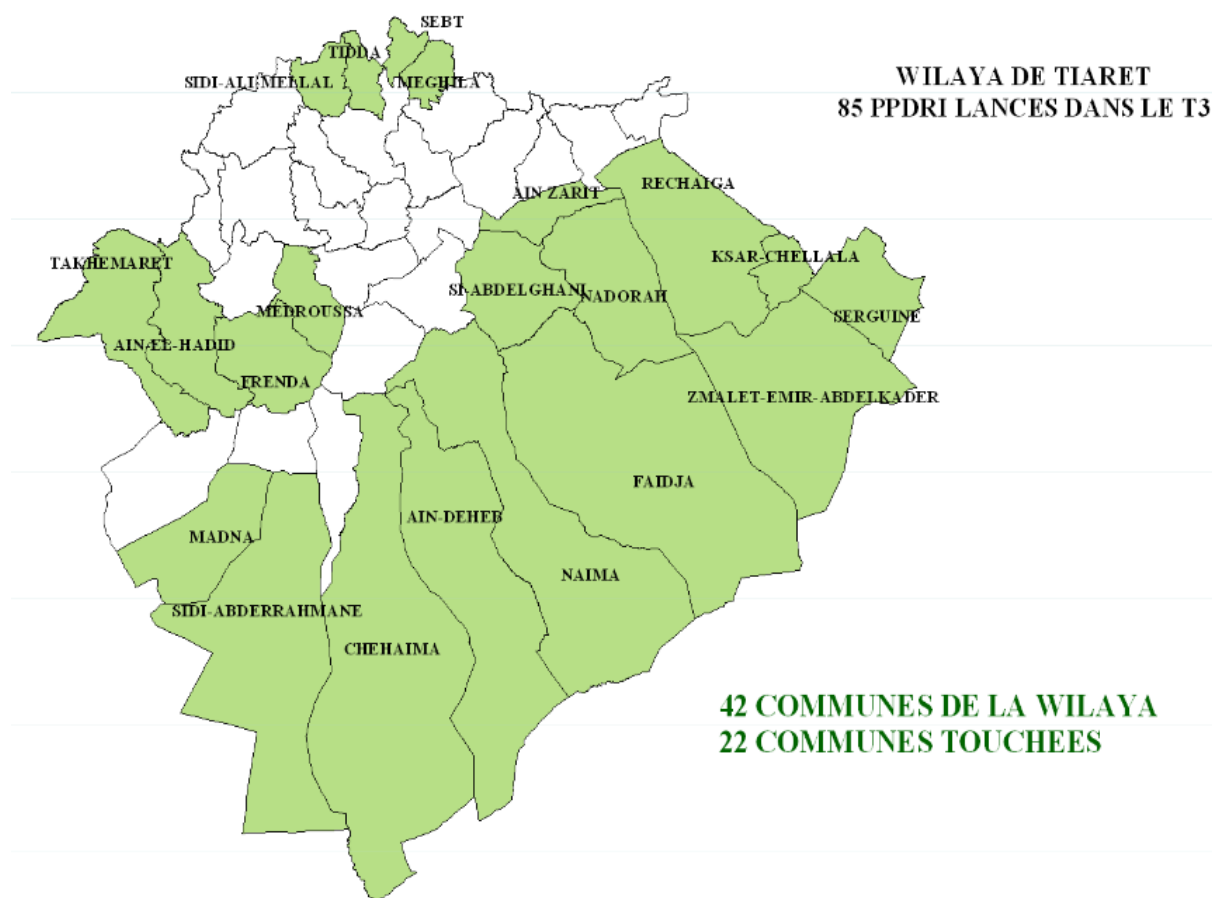 SEBT
TIDDA
SIDI-ALI-MELLAL
MEGHILA
WILAYA DE TIARET
85 PPDRI LANCES DANS LE T3
RECHAIGA
AIN ZARIT
KSAR-CHELLALA
TAKHEMARET
SI-ABDELGHANI
NADORAH
MEDROUSSA
SERGUINE
AIN-EL-HADID
FRENDA
ZMALET-EMIR-ABDELKADER
FAIDJA
AIN-DEHEB
MADNA
NAIMA
SIDI-ABDERRAHMANE
CHEHAIMA
42 COMMUNES DE LA WILAYA
22 COMMUNES TOUCHEES